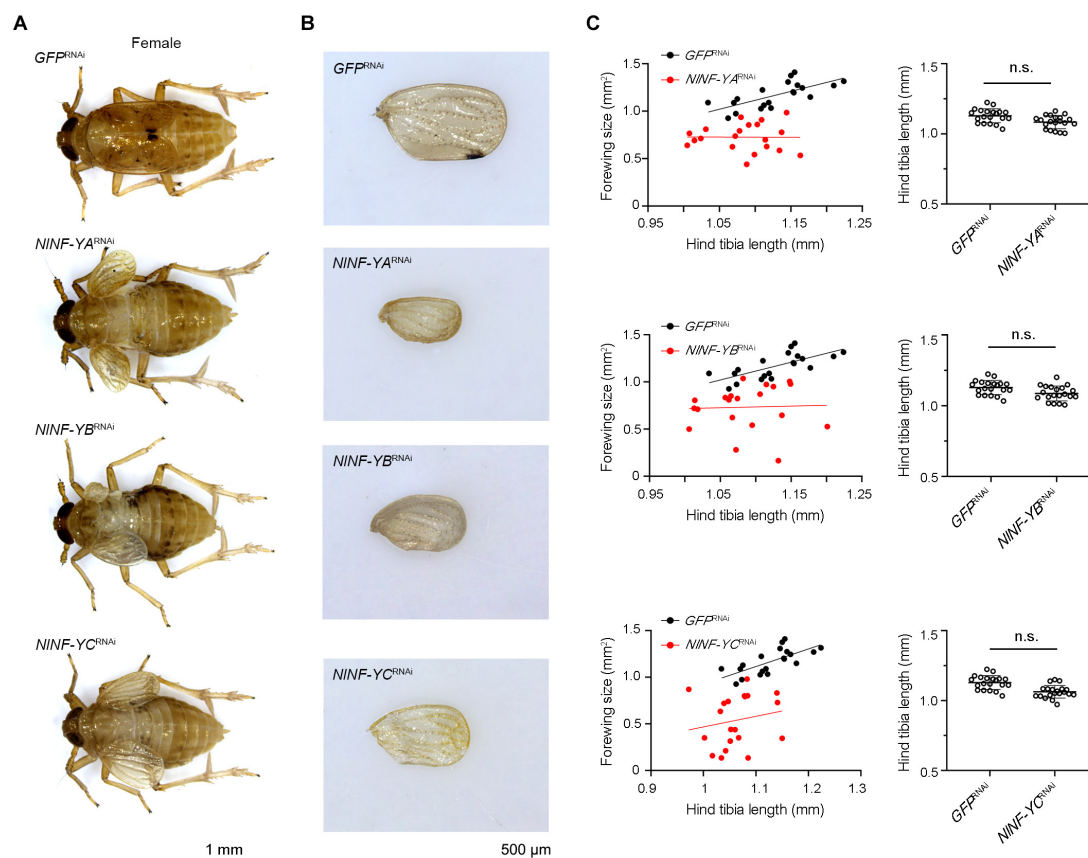 A
Female
GFPRNAi
NlNF-YARNAi
NlNF-YBRNAi
NlNF-YCRNAi
1 mm
B
GFPRNAi
NlNF-YARNAi
NlNF-YBRNAi
NlNF-YCRNAi
500 µm
C
GFPRNAi
NlNF-YARNAi
Forewing size (mm²)
1.5
1.0
0.5
0
0.95 1.05 1.15 1.25
Hind tibia length (mm)
n.s.
Hind tibia length (mm)
1.5
1.0
0.5
GFPRNAi
NlNF-YARNAi
GFPRNAi
NlNF-YBRNAi
Forewing size (mm²)
1.5
1.0
0.5
0
0.95 1.05 1.15 1.25
Hind tibia length (mm)
n.s.
Hind tibia length (mm)
1.5
1.0
0.5
GFPRNAi
NlNF-YBRNAi
GFPRNAi
NlNF-YCRNAi
Forewing size (mm²)
1.5
1.0
0.5
0
0.9 1 1.1 1.2 1.3
Hind tibia length (mm)
n.s.
Hind tibia length (mm)
1.5
1.0
0.5
GFPRNAi
NlNF-YCRNAi